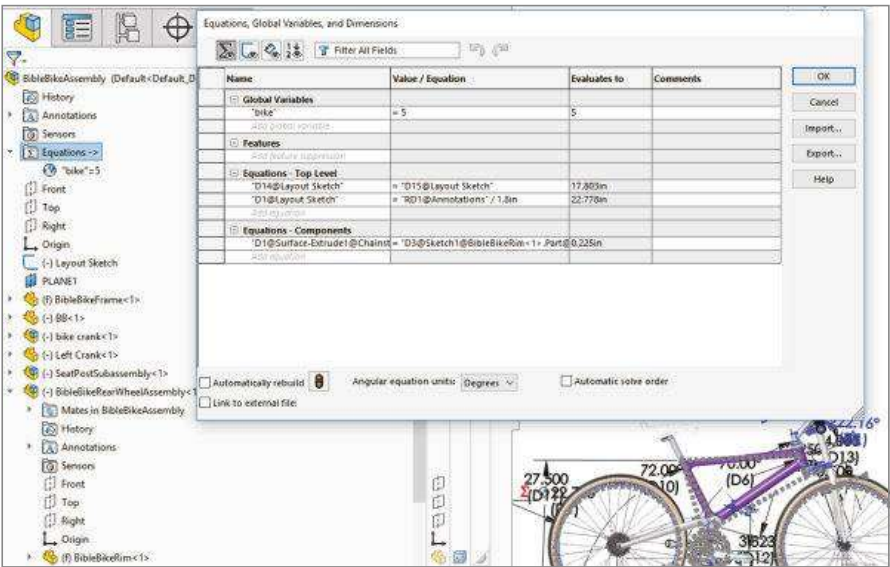 Equations, Global Variables, and Dimensions
Filter All Fields
Name Value / Equation Evaluates to Comments
Global Variables
"bike" = 5 5
Add global variable
Features
Add feature suppression
Equations - Top Level
"D14@Layout Sketch" = "D15@Layout Sketch" 17.803in
"D1@Layout Sketch" = "RD1@Annotations" / 1.8in 22.778in
Add equation
Equations - Components
"D1@Surface-Extrude1@Chainst = "D3@Sketch1@BibleBikeRim<1>.Part@ 0.225in
Add equation
OK
Cancel
Import...
Export...
Help
Automatically rebuild
Angular equation units: Degrees
Automatic solve order
Link to external file:
BibleBikeAssembly (Default<Default_D
History
Annotations
Sensors
Equations ->
"bike"=5
Front
Top
Right
Origin
(-) Layout Sketch
PLANE1
(f) BibleBikeFrame<1>
(-) BB<1>
(-) bike crank<1>
(-) Left Crank<1>
(-) SeatPostSubassembly<1>
(-) BibleBikeRearWheelAssembly<1
Mates in BibleBikeAssembly
History
Annotations
Sensors
Front
Top
Right
Origin
(f) BibleBikeRim<1>
27.500
72.00
70.00
(D6)
D13)